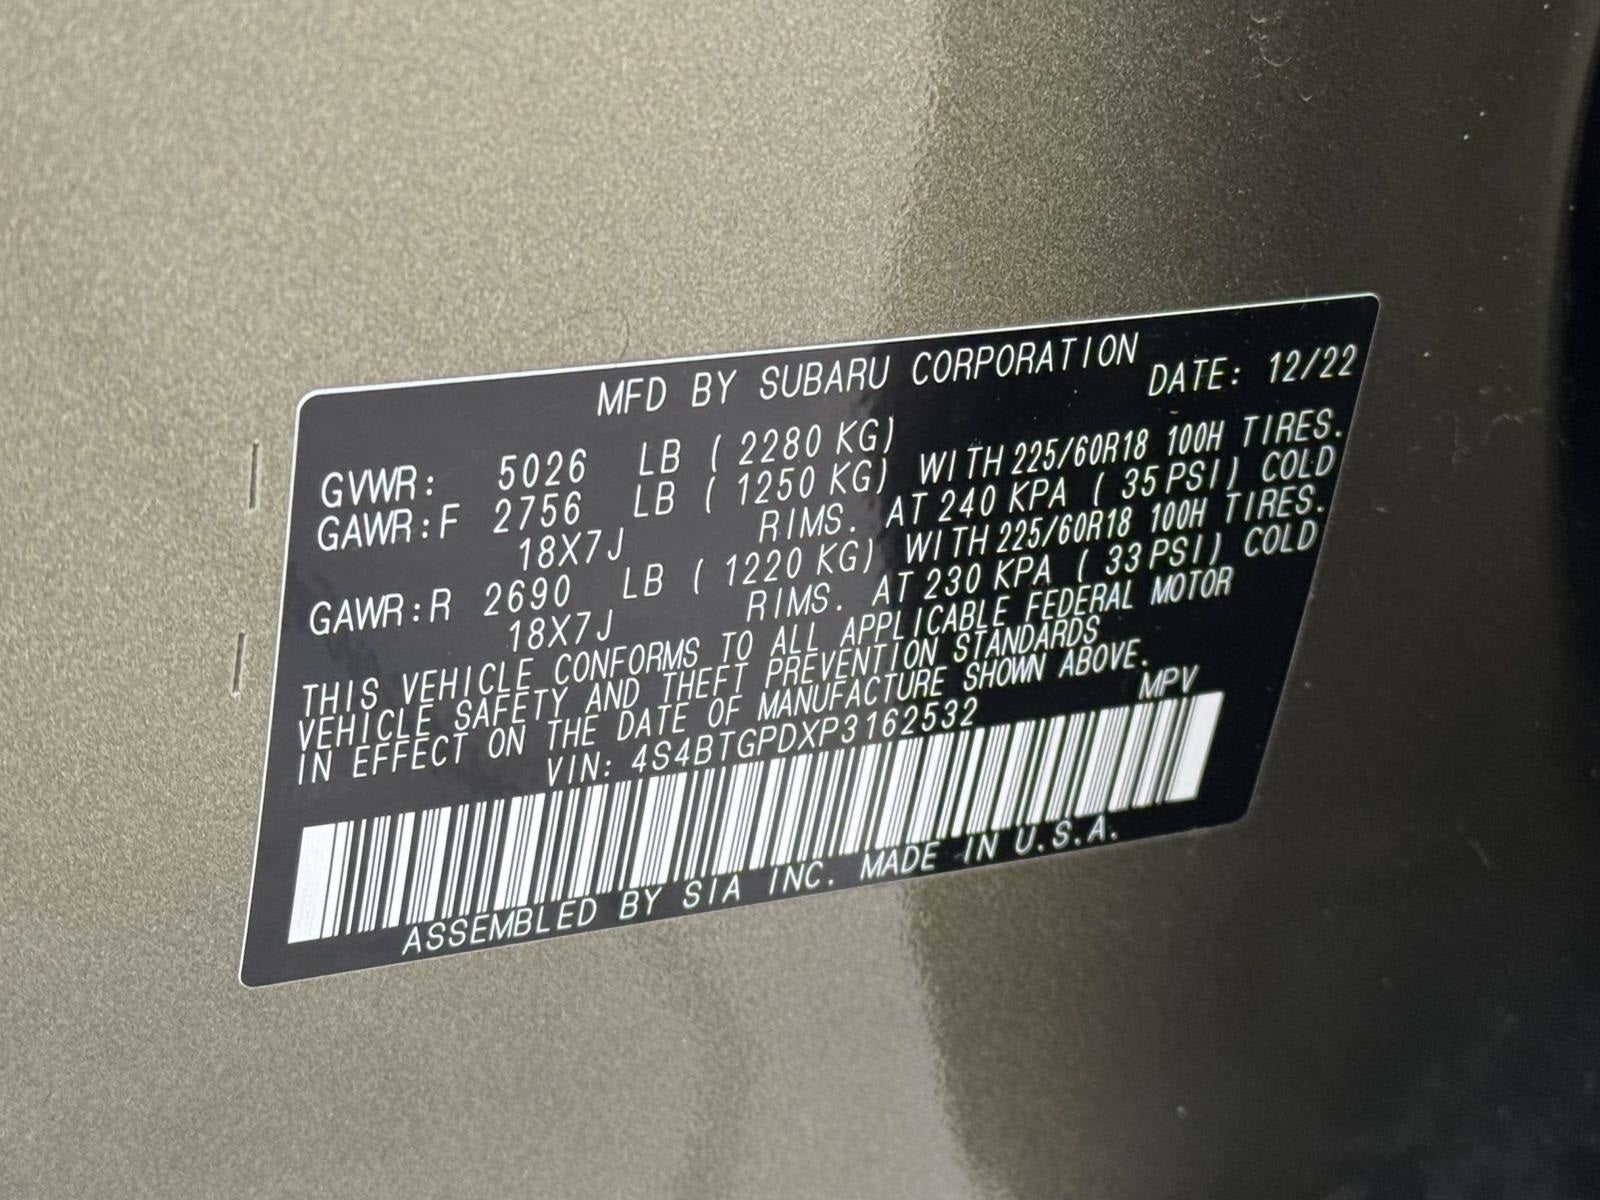 MFD BY SUBARU CORPORATION
DATE: 12/22
GVWR: 5026 LB ( 2280 KG)
GAWR:F 2756 LB ( 1250 KG) WITH 225/60R18 100H TIRES.
18X7J RIMS. AT 240 KPA ( 35 PSI) COLD
GAWR:R 2690 LB ( 1220 KG) WITH 225/60R18 100H TIRES.
18X7J RIMS. AT 230 KPA ( 33 PSI) COLD
THIS VEHICLE CONFORMS TO ALL APPLICABLE FEDERAL MOTOR
VEHICLE SAFETY AND THEFT PREVENTION STANDARDS
IN EFFECT ON THE DATE OF MANUFACTURE SHOWN ABOVE.
VIN: 4S4BTGPDXP3162532 MPV
ASSEMBLED BY SIA INC. MADE IN U.S.A.